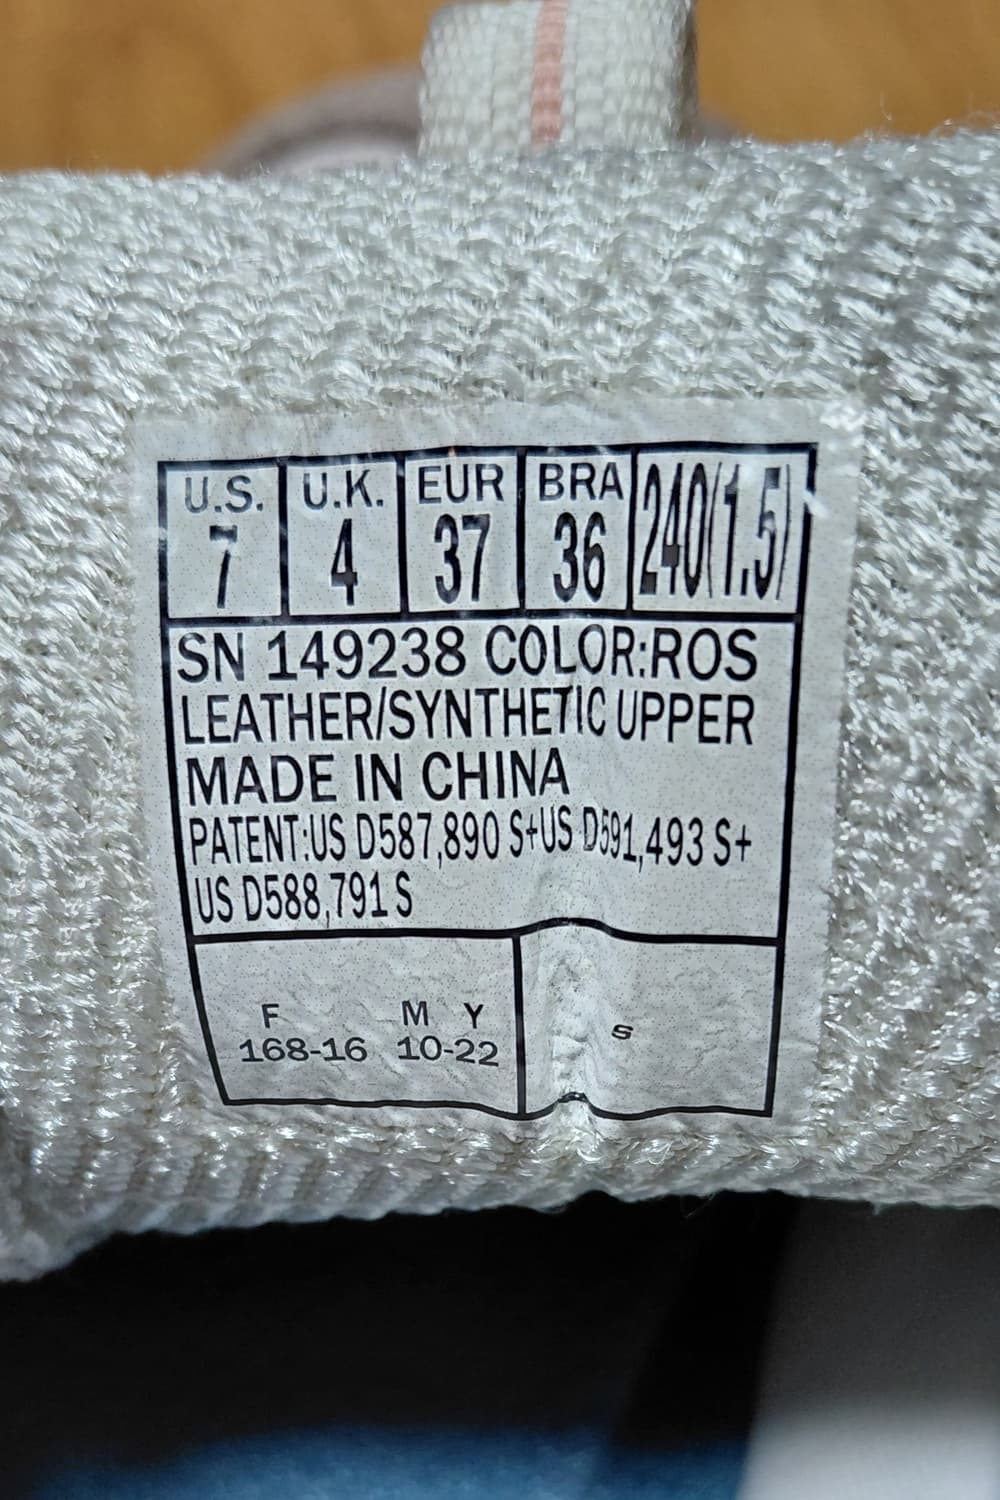 U.S. U.K. EUR BRA 240(1.5)
7 4 37 36
SN 149238 COLOR:ROS
LEATHER/SYNTHETIC UPPER
MADE IN CHINA
PATENT:US D587,890 S+US D591,493 S+
US D588,791 S
F M Y
168-16 10-22
S